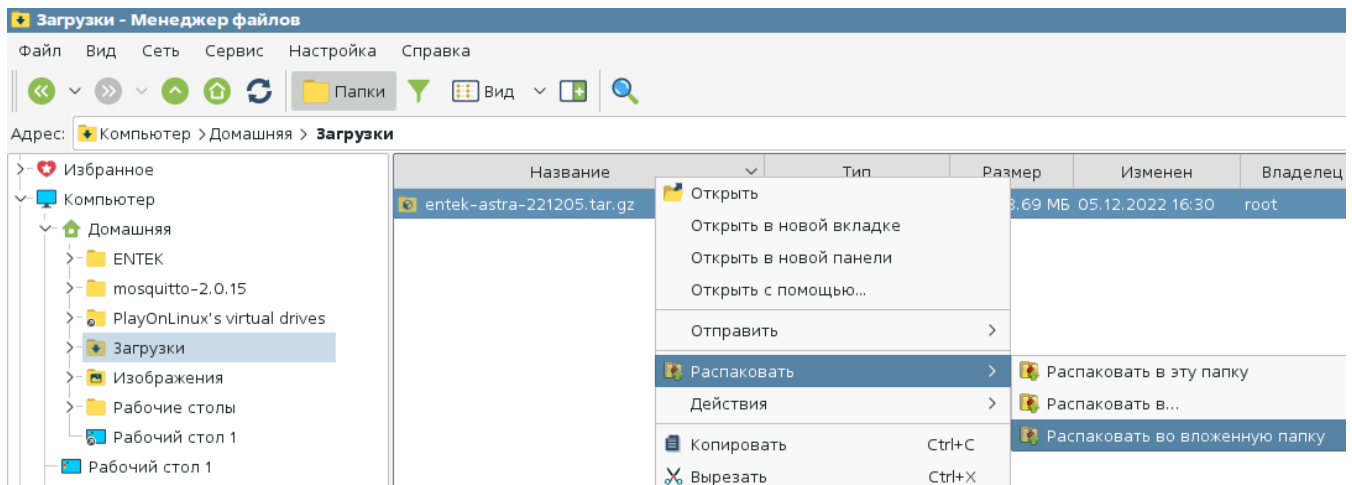 Загрузки - Менеджер файлов
Файл Вид Сеть Сервис Настройка Справка
Папки Вид
Адрес: Компьютер > Домашняя > Загрузки
Избранное
Компьютер
Домашняя
ENTEK
mosquitto-2.0.15
PlayOnLinux's virtual drives
Загрузки
Изображения
Рабочие столы
Рабочий стол 1
Рабочий стол 1
Название Тип Размер Изменен Владелец
entek-astra-221205.tar.gz .69 МБ 05.12.2022 16:30 root
Открыть
Открыть в новой вкладке
Открыть в новой панели
Открыть с помощью...
Отправить
Распаковать
Действия
Копировать Ctrl+C
Вырезать Ctrl+X
Распаковать в эту папку
Распаковать в...
Распаковать во вложенную папку